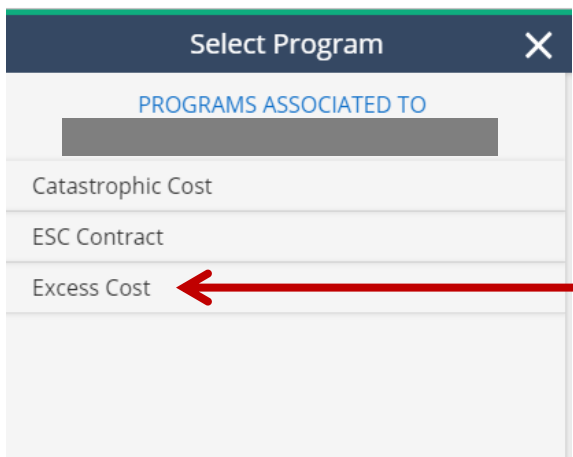 Select Program
PROGRAMS ASSOCIATED TO
Catastrophic Cost
ESC Contract
Excess Cost